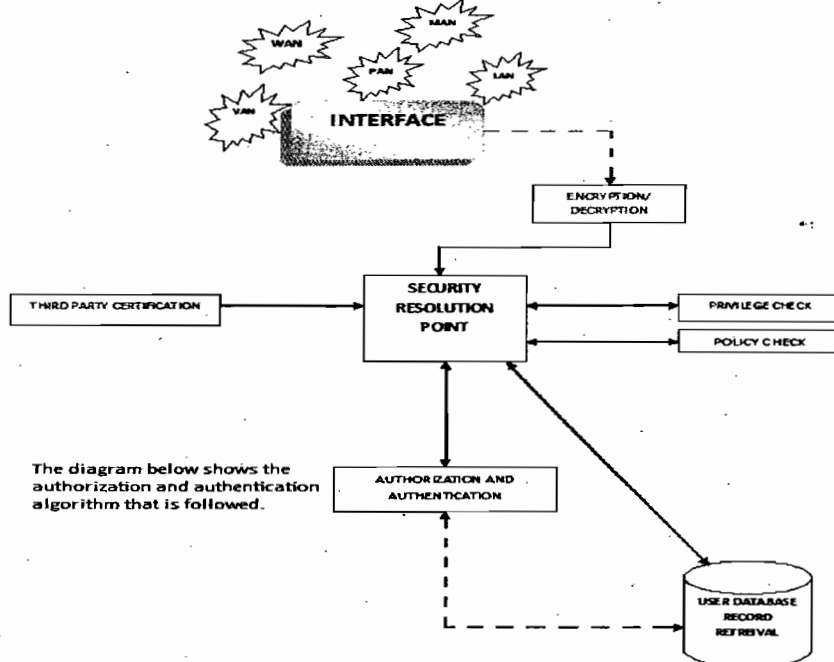 MAN
WAN
PAN
LAN
VAN
INTERFACE
ENCRYPTION/
DECRYPTION
SECURITY
RESOLUTION
POINT
THIRD PARTY CERTIFICATION
PRIVILEGE CHECK
POLICY CHECK
The diagram below shows the
authorization and authentication
algorithm that is followed.
AUTHORIZATION AND
AUTHENTICATION
USER DATABASE
RECORD
RETREIVAL